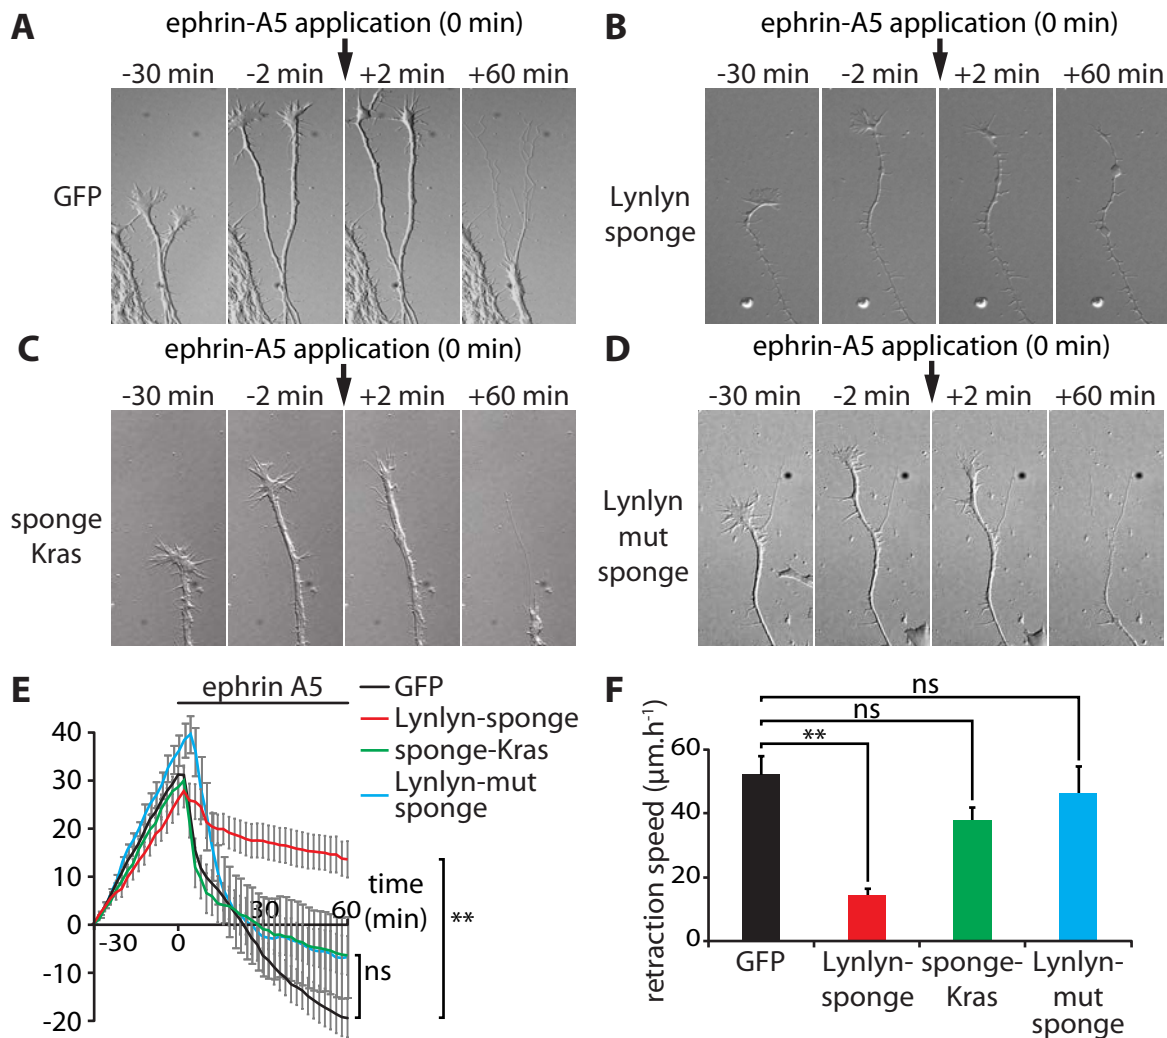 A
ephrin-A5 application (0 min)
-30 min -2 min +2 min +60 min
GFP
B
ephrin-A5 application (0 min)
-30 min -2 min +2 min +60 min
Lynlyn
sponge
C
ephrin-A5 application (0 min)
-30 min -2 min +2 min +60 min
sponge
Kras
D
ephrin-A5 application (0 min)
-30 min -2 min +2 min +60 min
Lynlyn
mut
sponge
E
ephrin A5
GFP
Lynlyn-sponge
sponge-Kras
Lynlyn-mut
sponge
40
30
20
10
0
-10
-20
-30 0 30 60
time
(min)
**
ns
F
ns
ns
**
retraction speed (µm.h⁻¹)
60
40
20
0
GFP
Lynlyn-
sponge
sponge-
Kras
Lynlyn-
mut
sponge